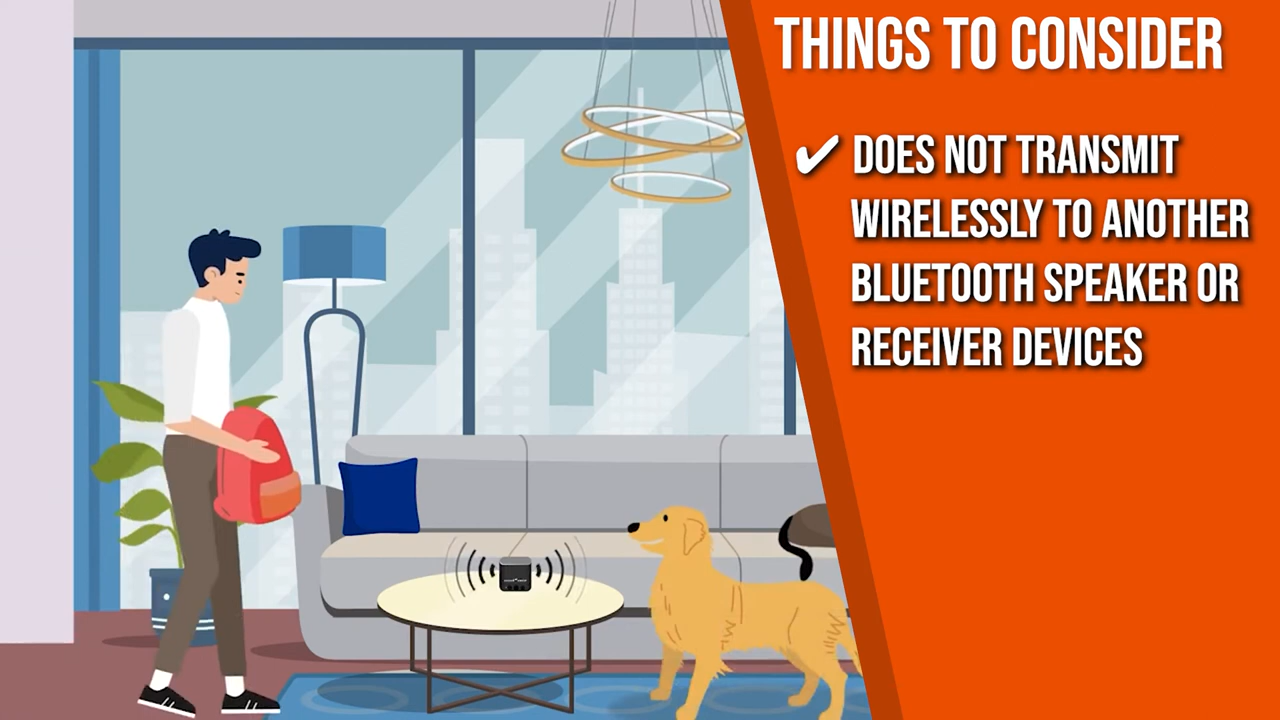 THINGS TO CONSIDER
✔ DOES NOT TRANSMIT
WIRELESSLY TO ANOTHER
BLUETOOTH SPEAKER OR
RECEIVER DEVICES